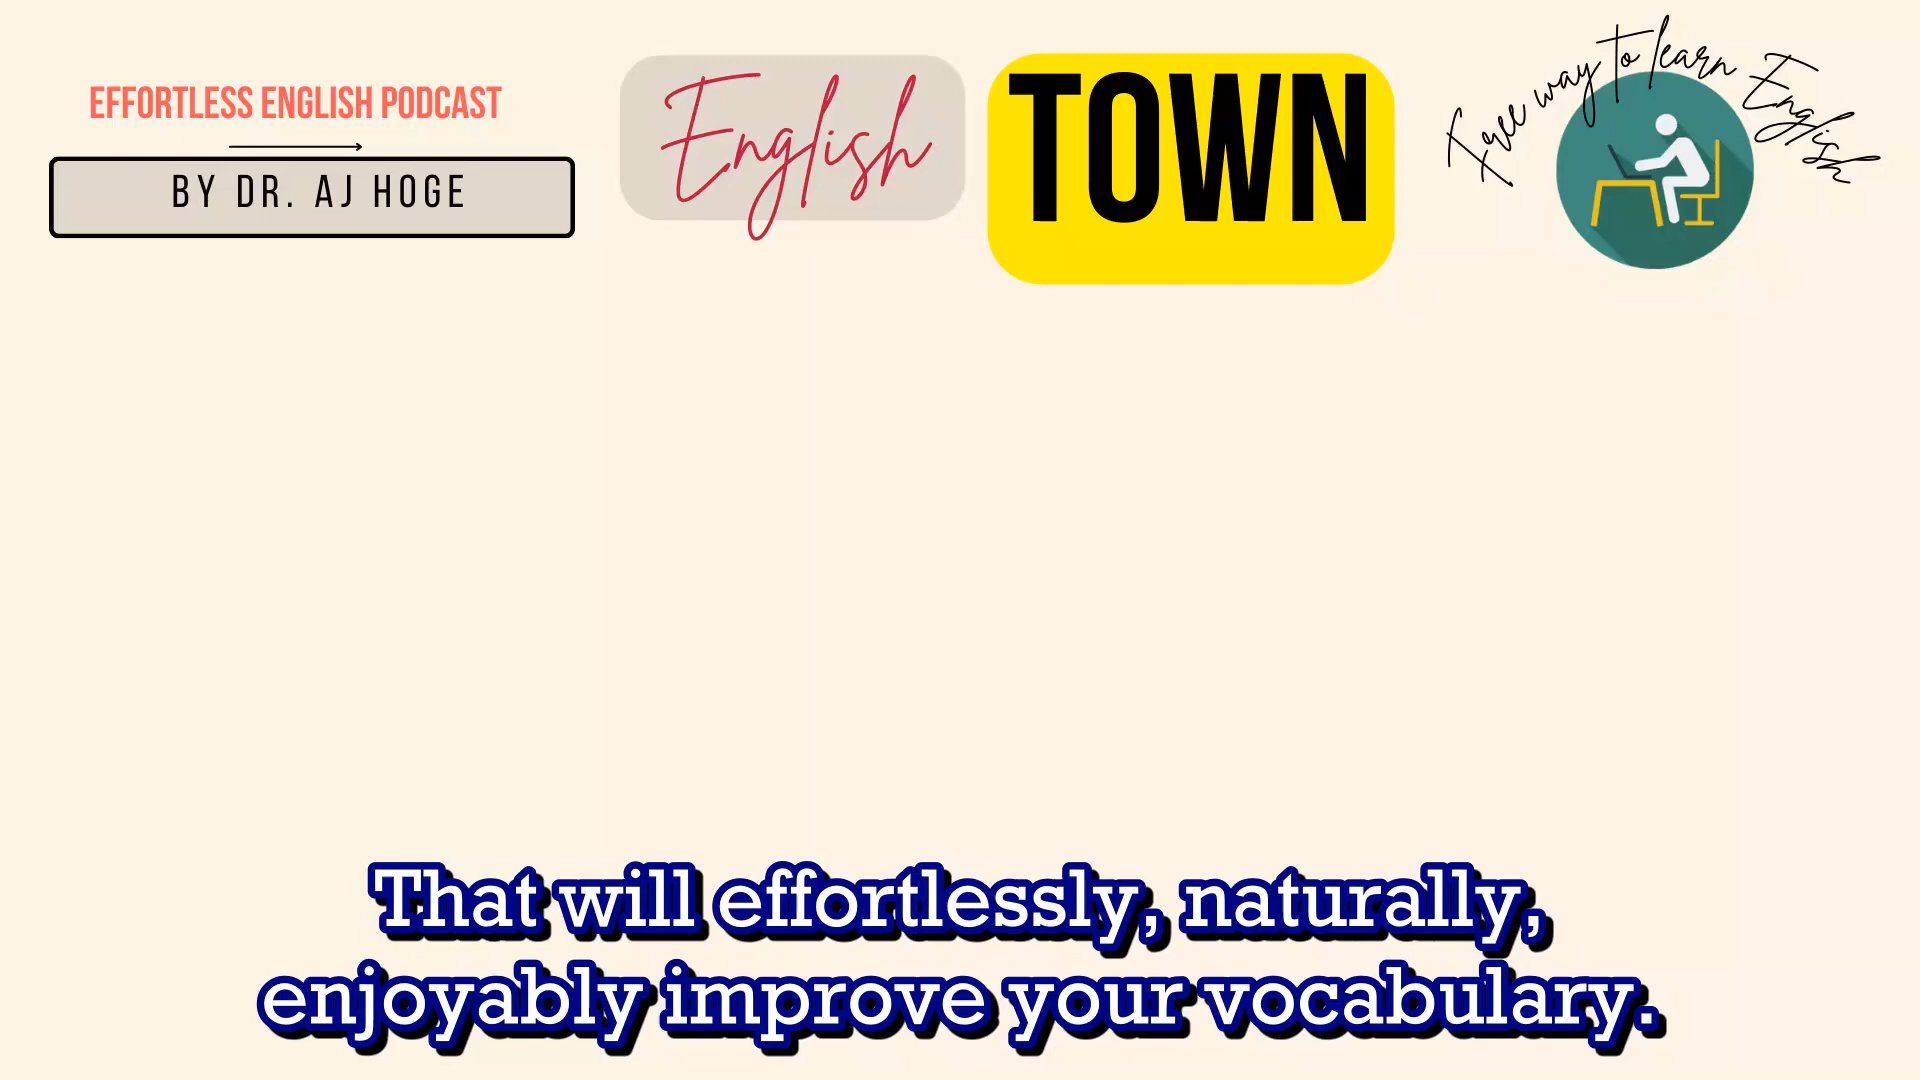 EFFORTLESS ENGLISH PODCAST
BY DR. AJ HOGE
English
TOWN
Free way to learn English
That will effortlessly, naturally,
enjoyably improve your vocabulary.